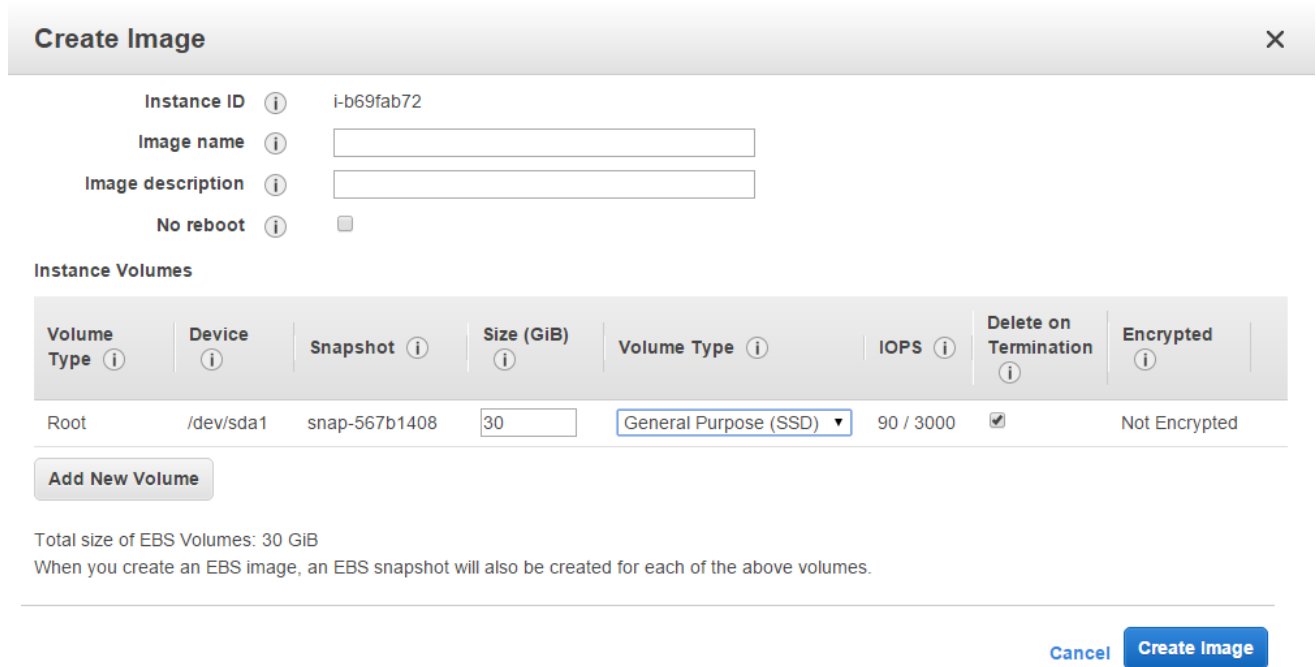 Create Image ×
Instance ID i i-b69fab72
Image name i
Image description i
No reboot i
Instance Volumes
Volume Type i Device i Snapshot i Size (GiB) i Volume Type i IOPS i Delete on Termination i Encrypted i
Root /dev/sda1 snap-567b1408 30 General Purpose (SSD) 90 / 3000 Not Encrypted
Add New Volume
Total size of EBS Volumes: 30 GiB
When you create an EBS image, an EBS snapshot will also be created for each of the above volumes.
Cancel Create Image